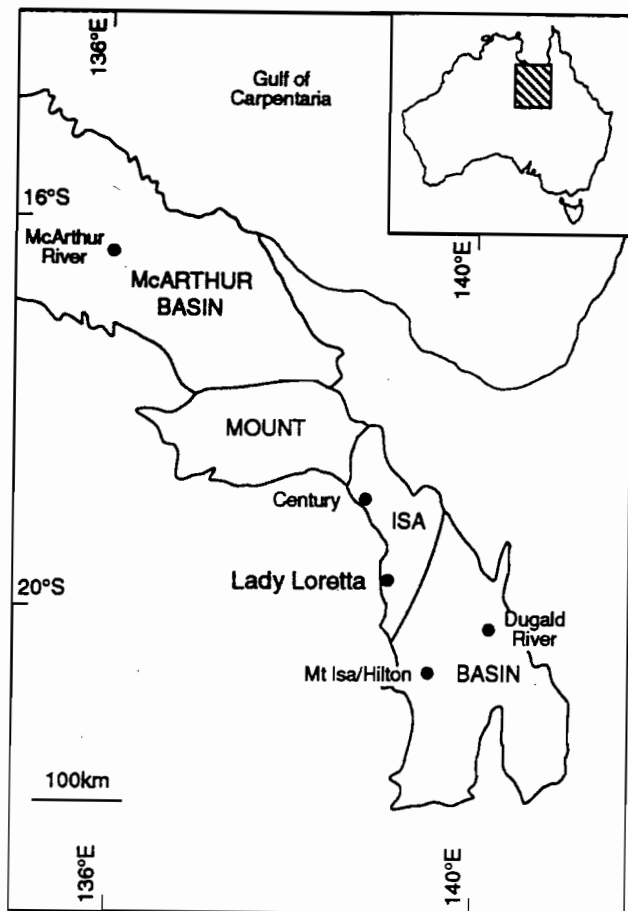 136°E
Gulf of
Carpentaria
16°S
140°E
McArthur
River
McARTHUR
BASIN
MOUNT
Century
ISA
Lady Loretta
20°S
Dugald
River
Mt Isa/Hilton
BASIN
100km
136°E
140°E